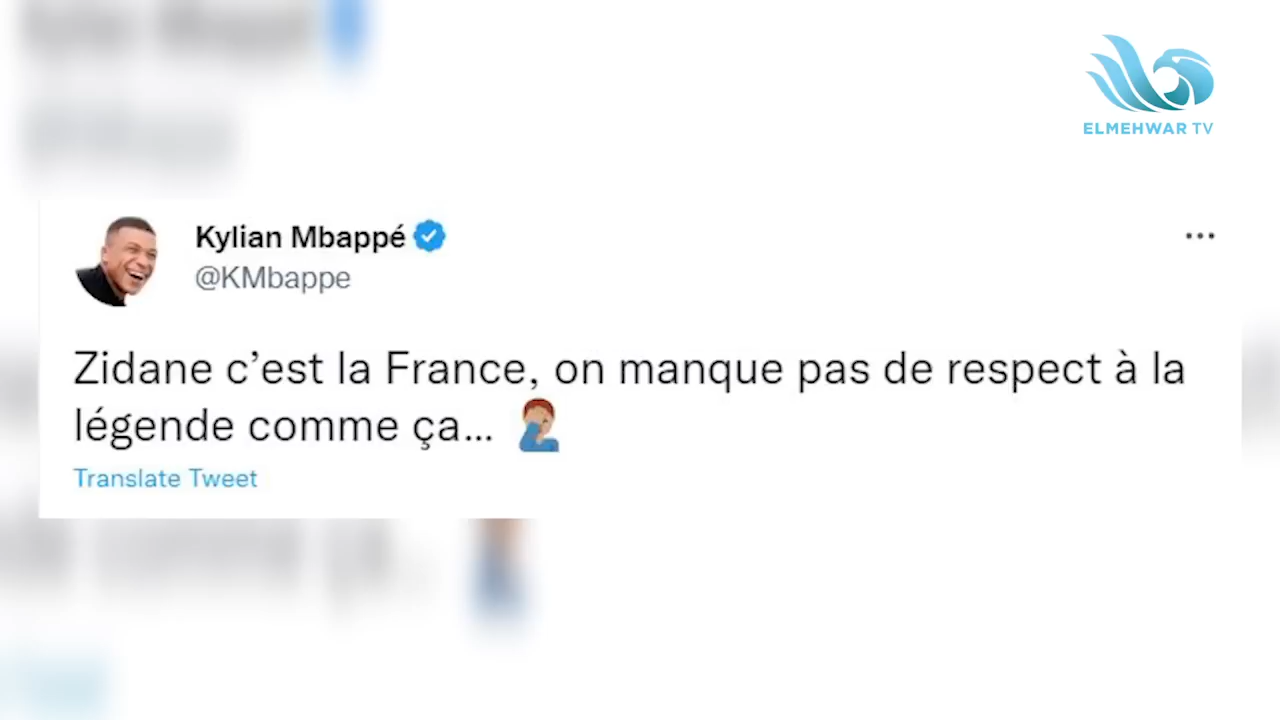 ELMEHWAR TV
Kylian Mbappé
@KMbappe
Zidane c’est la France, on manque pas de respect à la
légende comme ça… 🤦🏽‍♂️
Translate Tweet